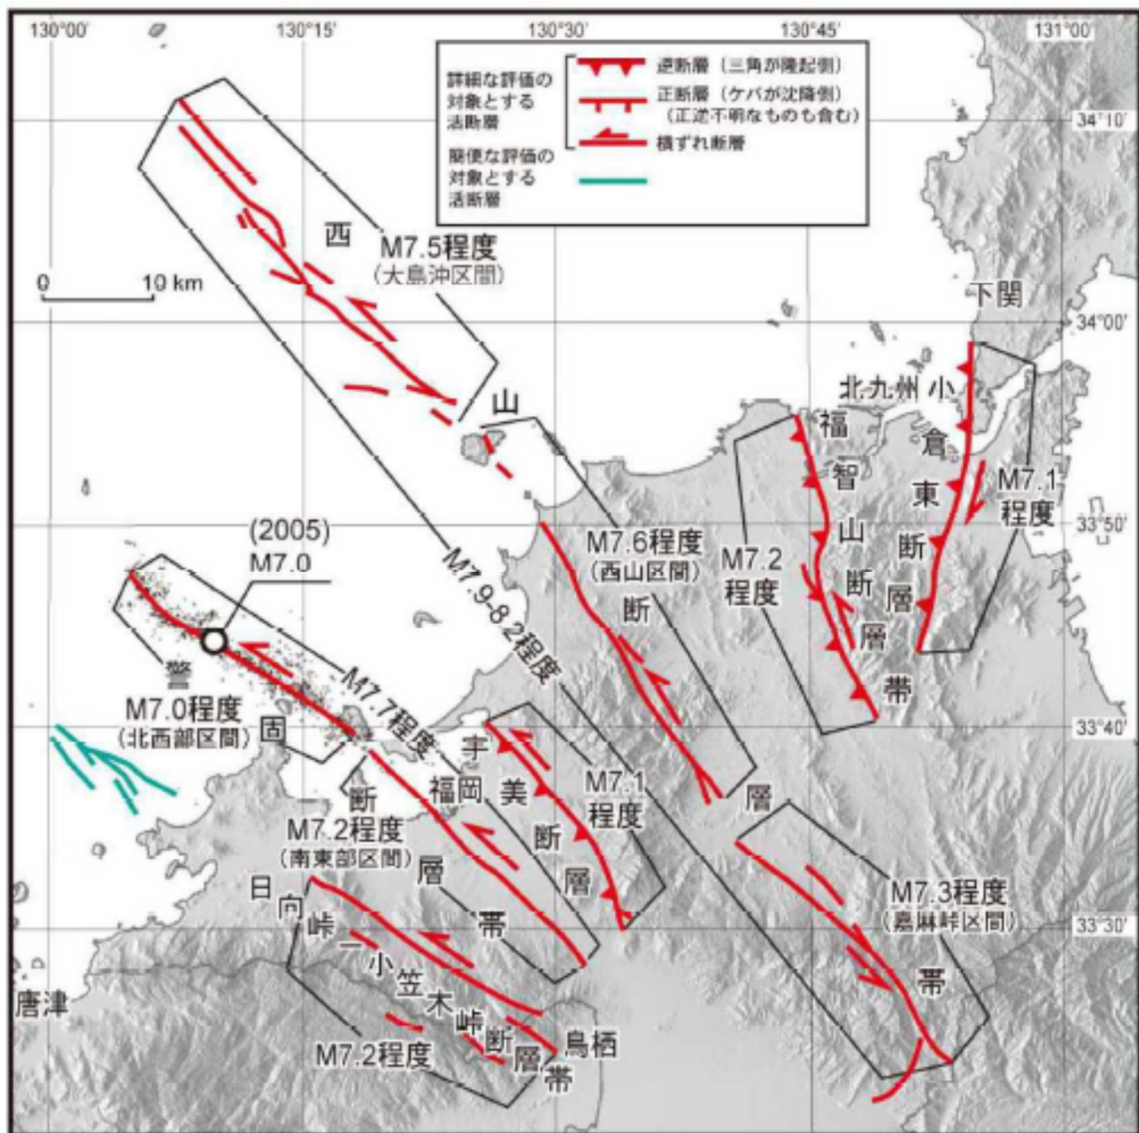 130°00'
130°15'
130°30'
130°45'
131°00'
詳細な評価の
対象とする
活断層
逆断層(三角が隆起側)
正断層(ケバが沈降側)
(正逆不明なものも含む)
横ずれ断層
簡便な評価の
対象とする
活断層
34°10'
34°00'
33°50'
33°40'
33°30'
0 10 km
西山断層帯
M7.5程度
(大島沖区間)
M7.6程度
(西山区間)
M7.3程度
(嘉麻峠区間)
M7.9-8.2程度
下関
北九州
小倉東断層
M7.1
程度
福智山断層帯
M7.2
程度
(2005)
M7.0
警固断層帯
M7.0程度
(北西部区間)
M7.7程度
M7.2程度
(南東部区間)
福岡
宇美断層
M7.1
程度
日向峠ー小笠木峠断層帯
M7.2程度
唐津
鳥栖